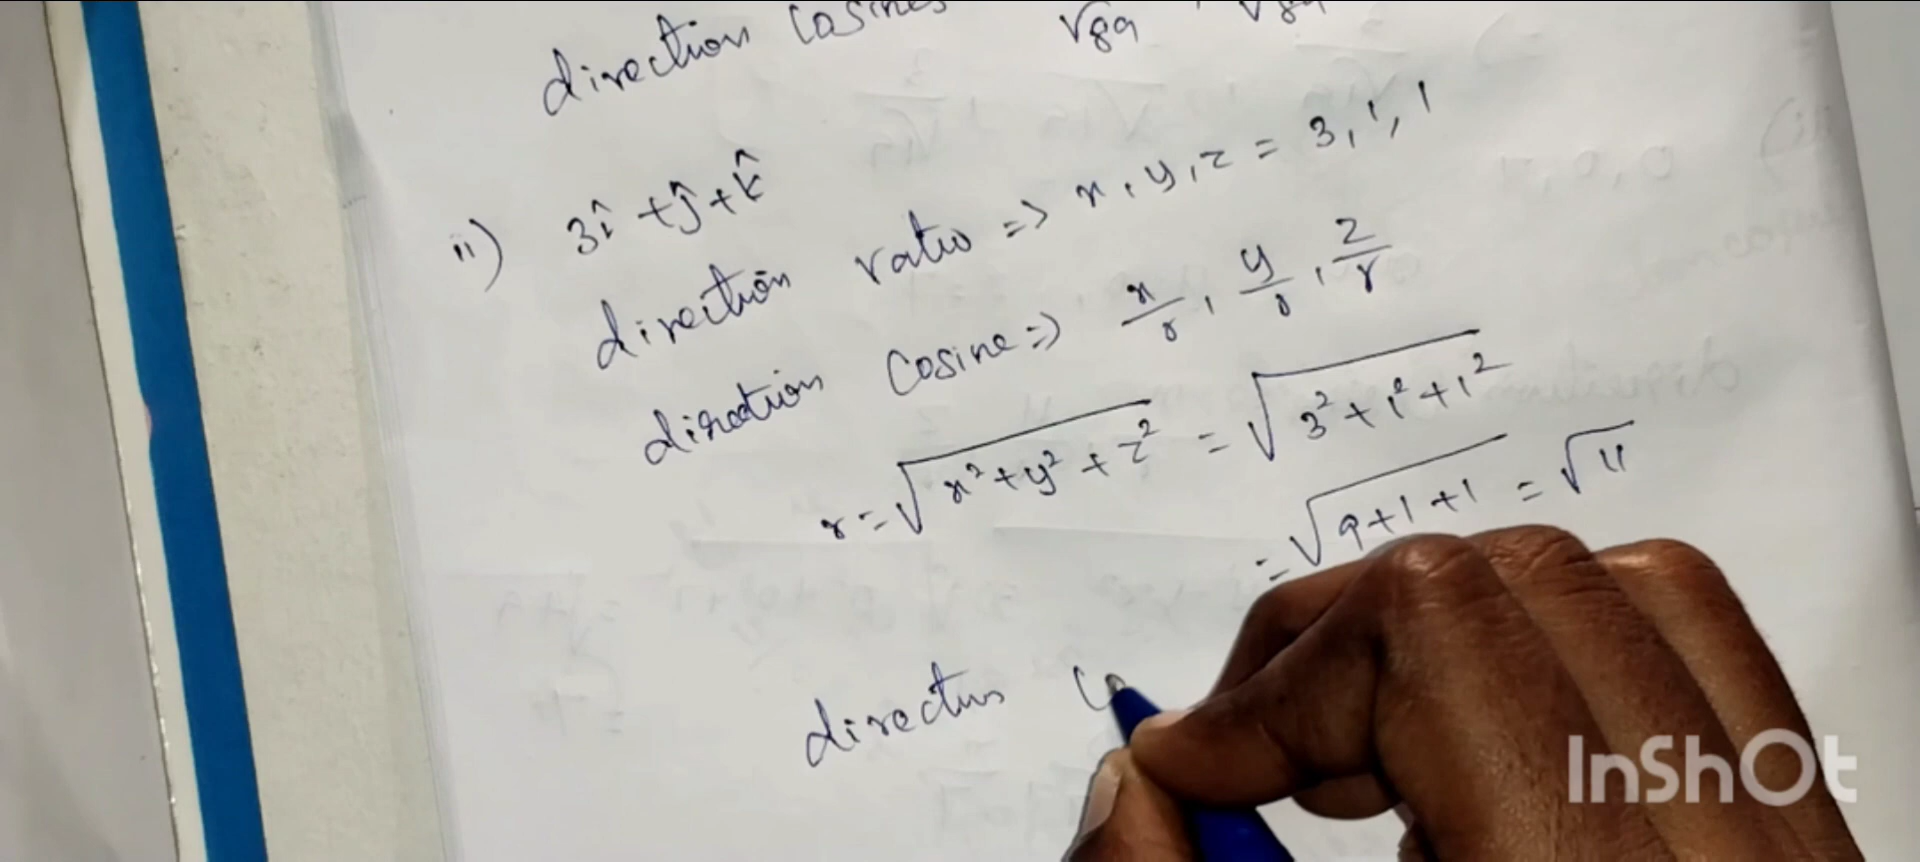 direction Cosines √89 , √89
ii) 3î + ĵ + k̂
direction ratio => x, y, z = 3, 1, 1
direction Cosine => x/r, y/r, z/r
r = √x²+y²+z² = √3²+1²+1²
= √9+1+1 = √11
direction C
InShOt